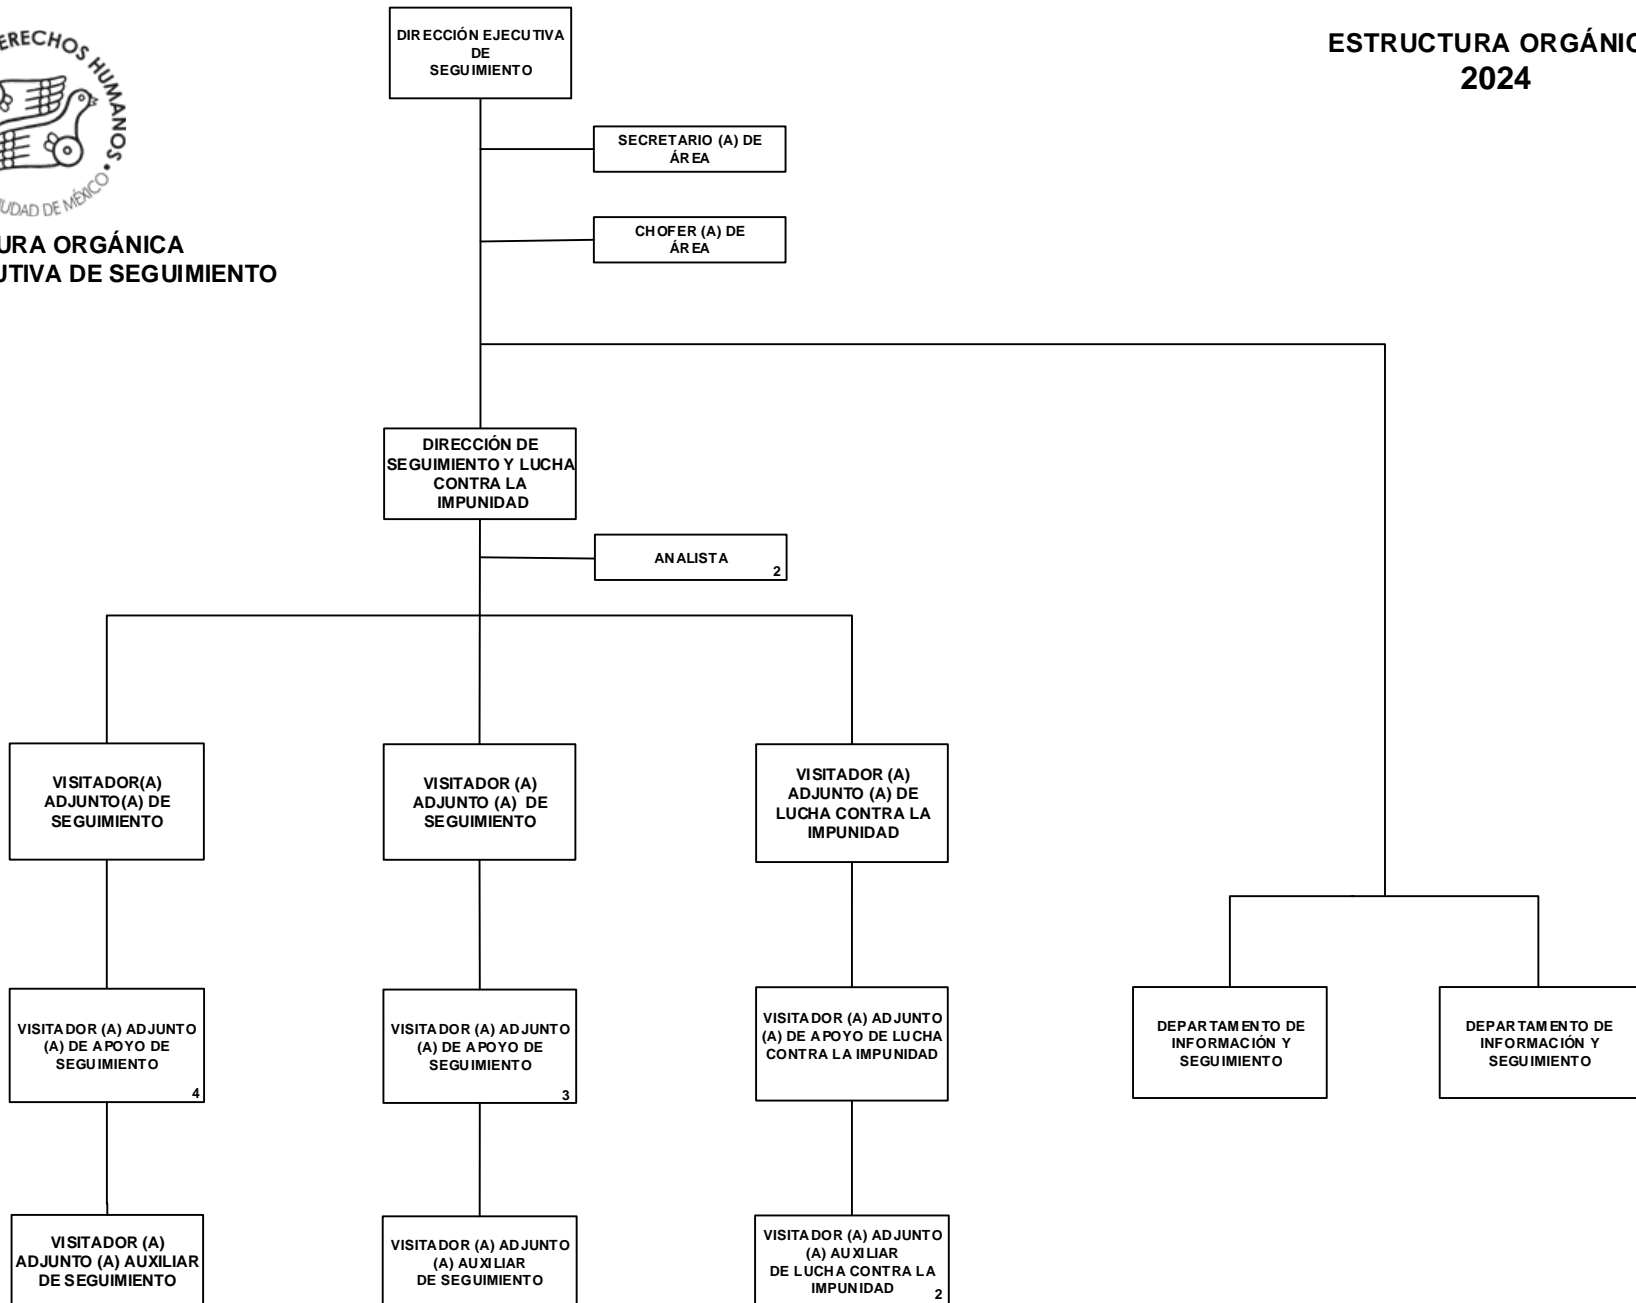 DIRECCIÓN EJECUTIVA
DE
SEGUIMIENTO
ESTRUCTURA ORGÁNIC
2024
ERECHOS HUMANOS •
UDAD DE MÉXICO
SECRETARIO (A) DE
ÁREA
CHOFER (A) DE
ÁREA
URA ORGÁNICA
UTIVA DE SEGUIMIENTO
DIRECCIÓN DE
SEGUIMIENTO Y LUCHA
CONTRA LA
IMPUNIDAD
ANALISTA
2
VISITADOR(A)
ADJUNTO(A) DE
SEGUIMIENTO
VISITADOR (A)
ADJUNTO (A) DE
SEGUIMIENTO
VISITADOR (A)
ADJUNTO (A) DE
LUCHA CONTRA LA
IMPUNIDAD
VISITADOR (A) ADJUNTO
(A) DE APOYO DE
SEGUIMIENTO
4
VISITADOR (A) ADJUNTO
(A) DE APOYO DE
SEGUIMIENTO
3
VISITADOR (A) ADJUNTO
(A) DE APOYO DE LUCHA
CONTRA LA IMPUNIDAD
DEPARTAMENTO DE
INFORMACIÓN Y
SEGUIMIENTO
DEPARTAMENTO DE
INFORMACIÓN Y
SEGUIMIENTO
VISITADOR (A)
ADJUNTO (A) AUXILIAR
DE SEGUIMIENTO
VISITADOR (A) ADJUNTO
(A) AUXILIAR
DE SEGUIMIENTO
VISITADOR (A) ADJUNTO
(A) AUXILIAR
DE LUCHA CONTRA LA
IMPUNIDAD
2